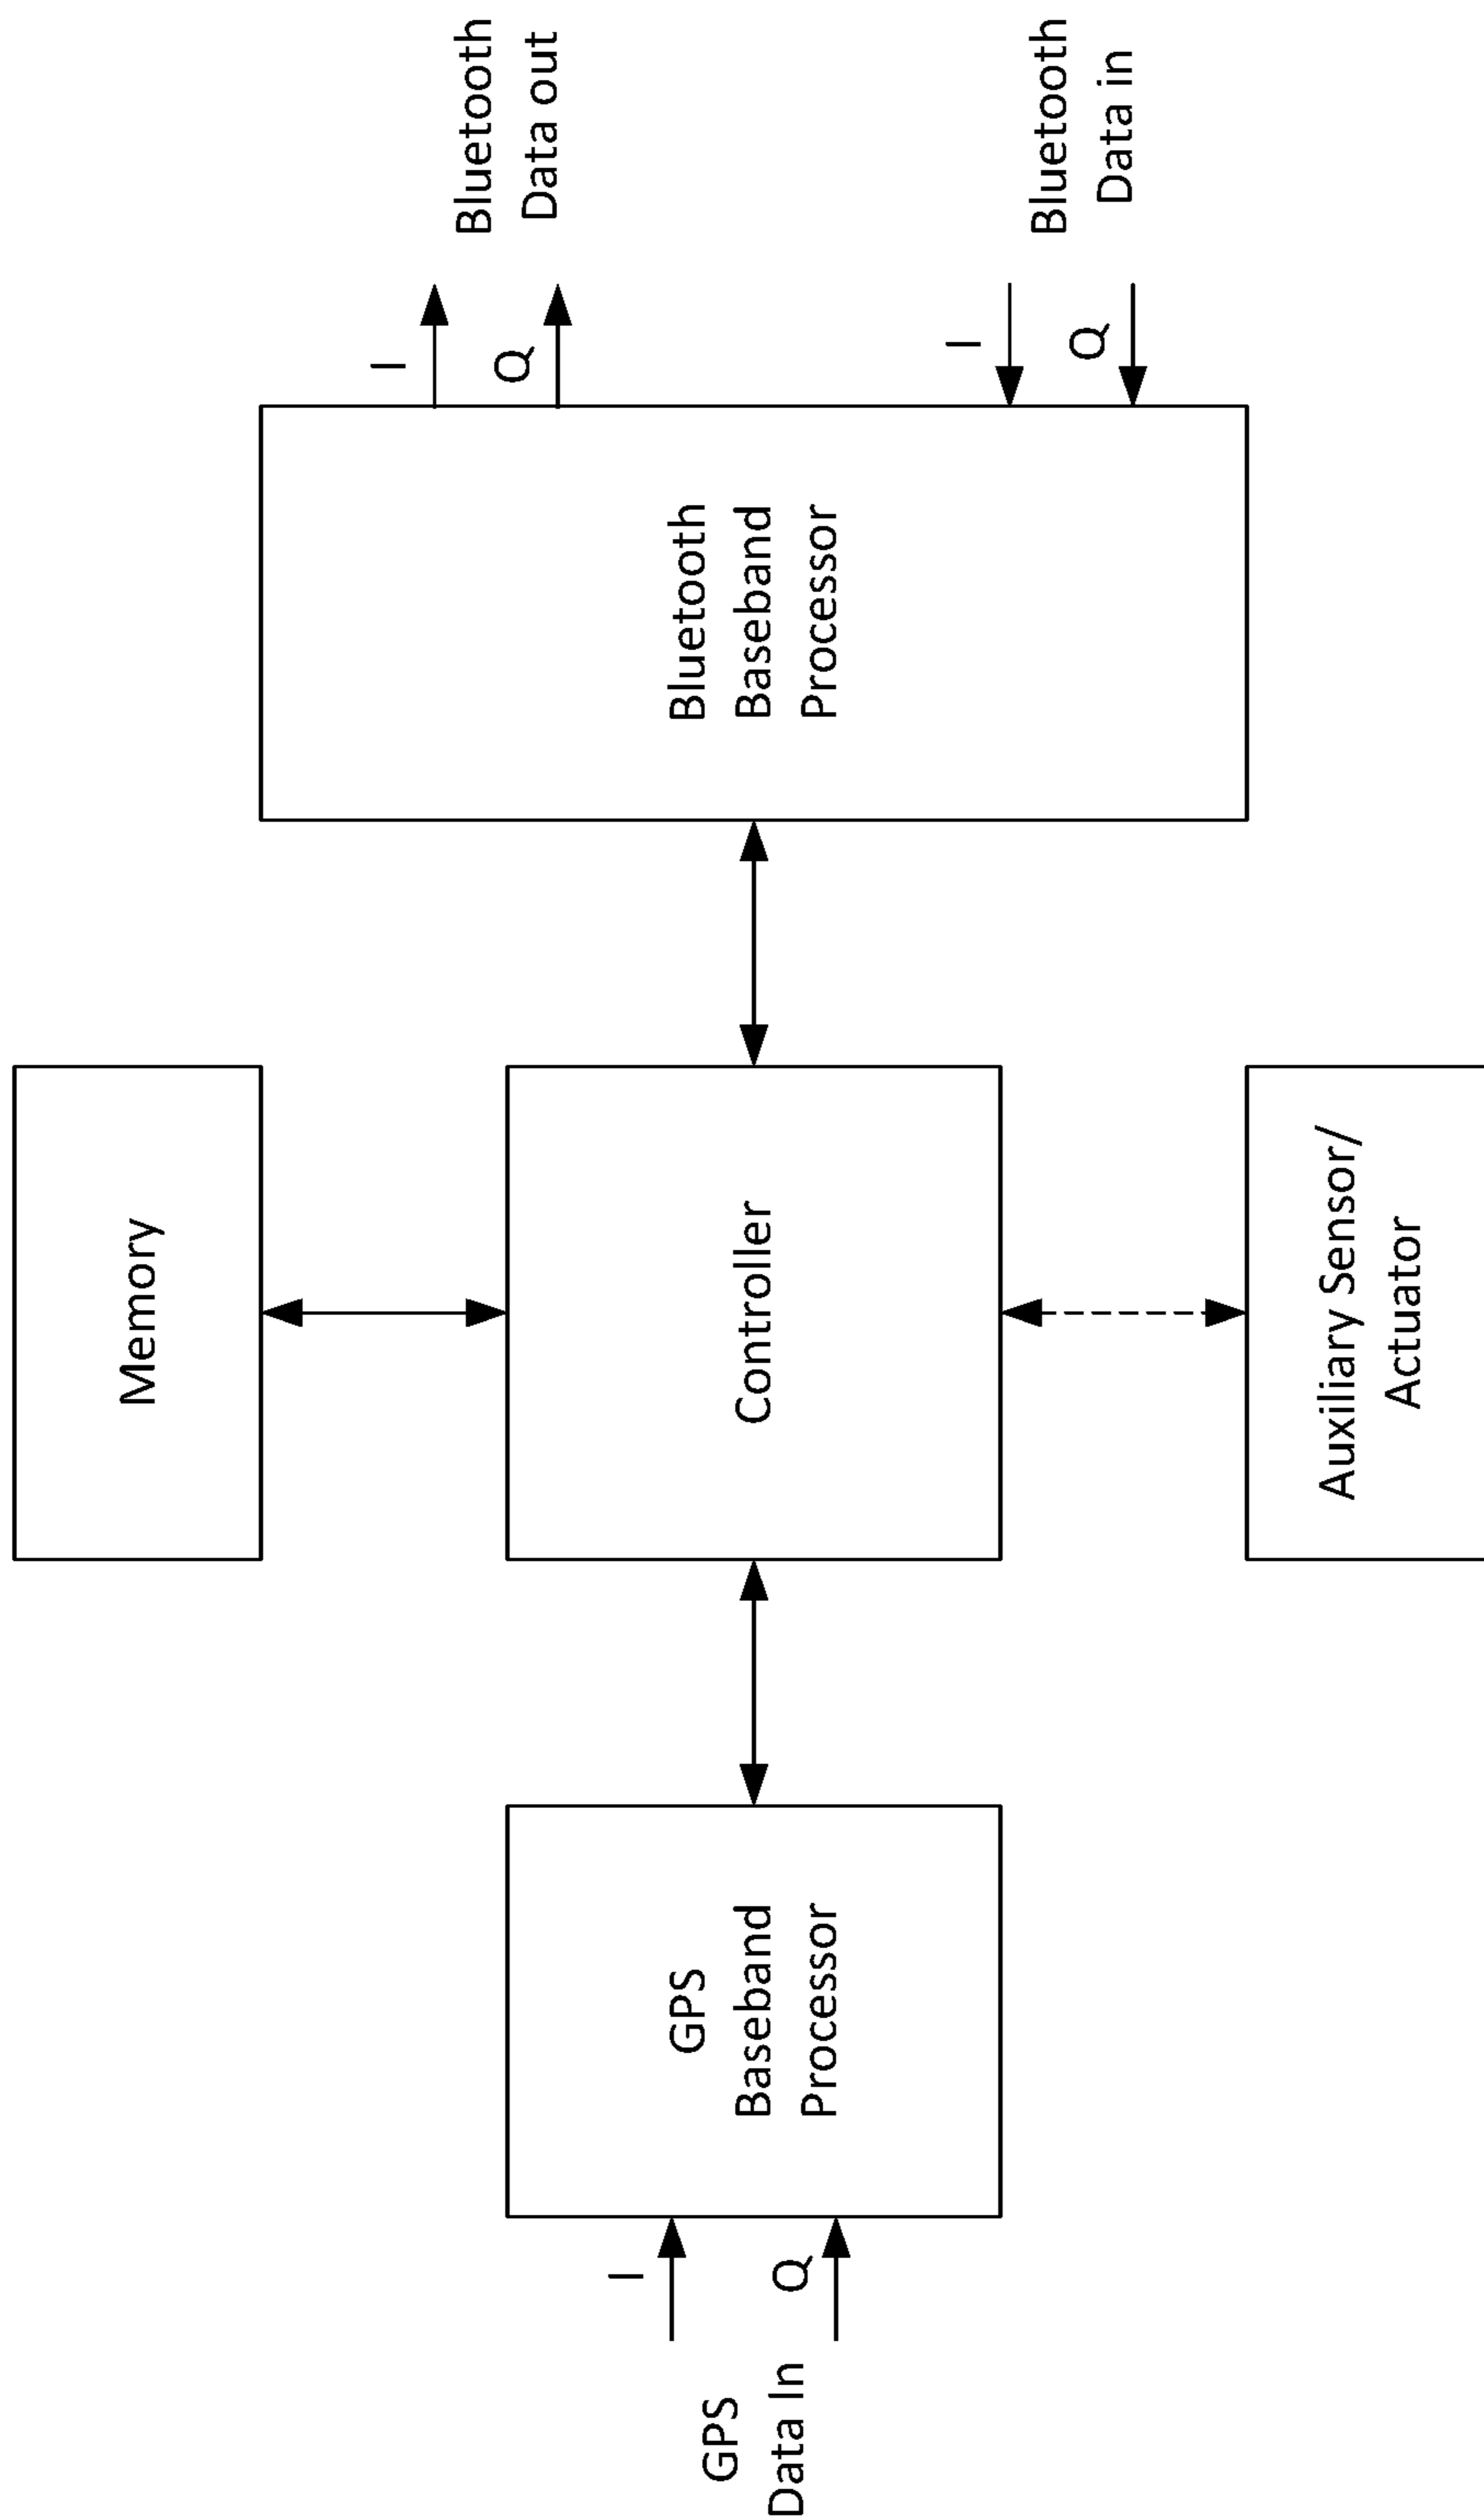 Memory
GPS
Data In
I
Q
GPS
Baseband
Processor
Controller
Bluetooth
Baseband
Processor
I
Q
Bluetooth
Data out
I
Q
Bluetooth
Data in
Auxiliary Sensor/
Actuator